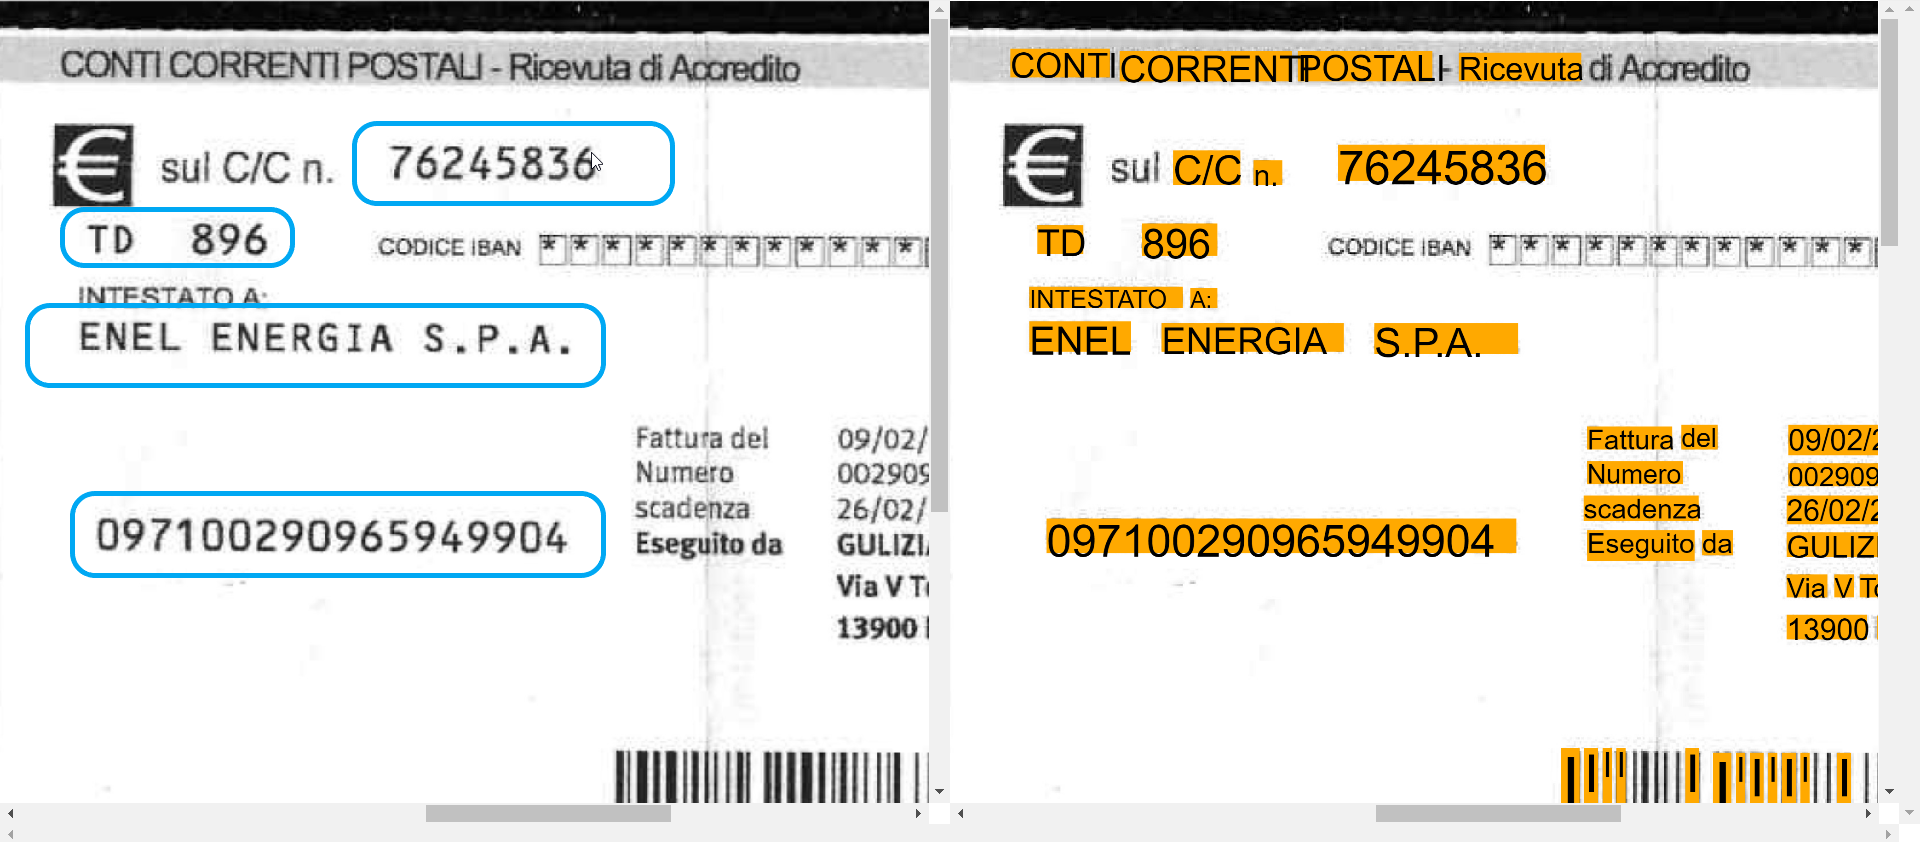 CONTI CORRENTI POSTALI - Ricevuta di Accredito
€ sul C/C n. 76245836
TD 896 CODICE IBAN * * * * * * * * * * * *
INTESTATO A:
ENEL ENERGIA S.P.A.
Fattura del 09/02/
Numero 002909
scadenza 26/02/
097100290965949904
Eseguito da GULIZI
Via V To
13900
CONTI CORRENTI POSTALI - Ricevuta di Accredito
€ sul C/C n. 76245836
TD 896 CODICE IBAN * * * * * * * * * * * *
INTESTATO A:
ENEL ENERGIA S.P.A.
Fattura del 09/02/2
Numero 002909
scadenza 26/02/2
097100290965949904
Eseguito da GULIZI
Via V To
13900